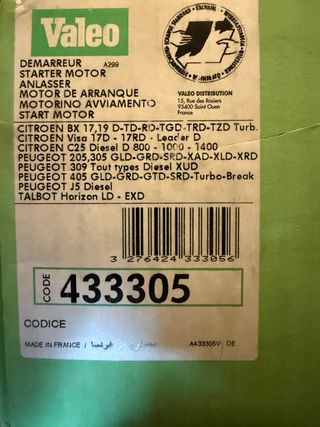 Valeo
DEMARREUR A299
STARTER MOTOR
ANLASSER
MOTOR DE ARRANQUE
MOTORINO AVVIAMENTO
START MOTOR
VALEO DISTRIBUTION
15, Rue des Rosiers
93400 Saint Ouen
France
CITROEN BX 17,19 D-TD-RD-TGD-TRD-TZD Turb.
CITROEN Visa 17D - 17RD - Leader D
CITROEN C25 Diesel D 800 - 1000 - 1400
PEUGEOT 205,305 GLD-GRD-SRD-XAD-XLD-XRD
PEUGEOT 309 Tout types Diesel XUD
PEUGEOT 405 GLD-GRD-GTD-SRD-Turbo-Break
PEUGEOT J5 Diesel
TALBOT Horizon LD - EXD
3 276424 333056
CODE 433305
CODICE
MADE IN FRANCE / فرنسا
A433305V- DE